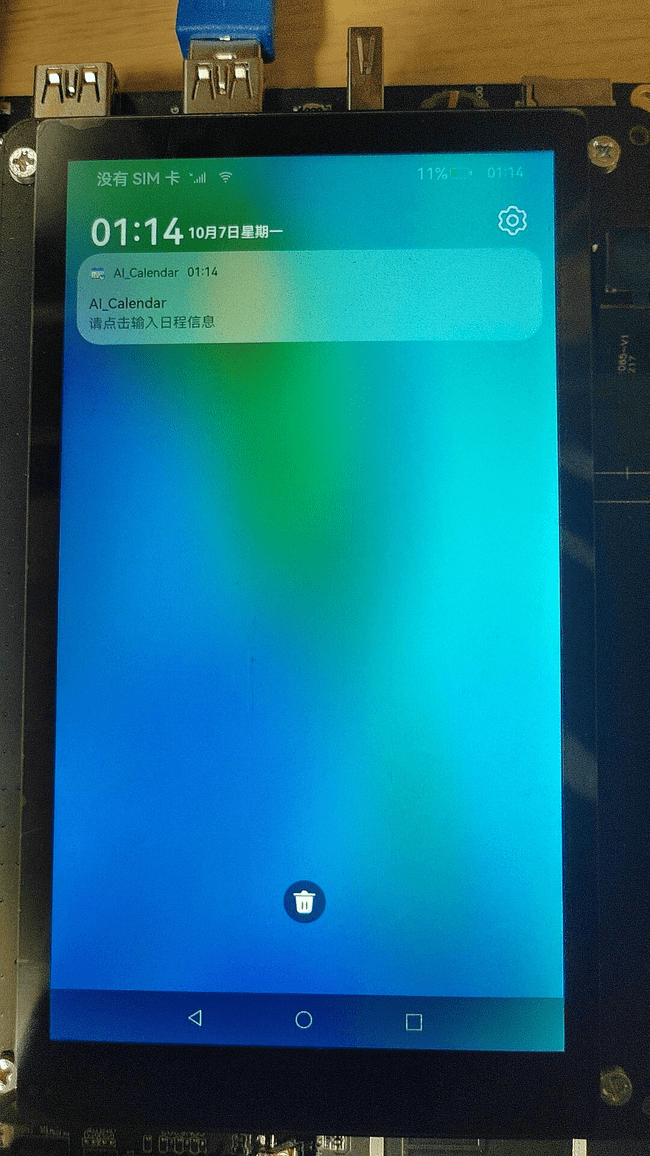 没有 SIM 卡 11% 01:14
01:14 10月7日星期一
AI_Calendar 01:14
AI_Calendar
请点击输入日程信息
217